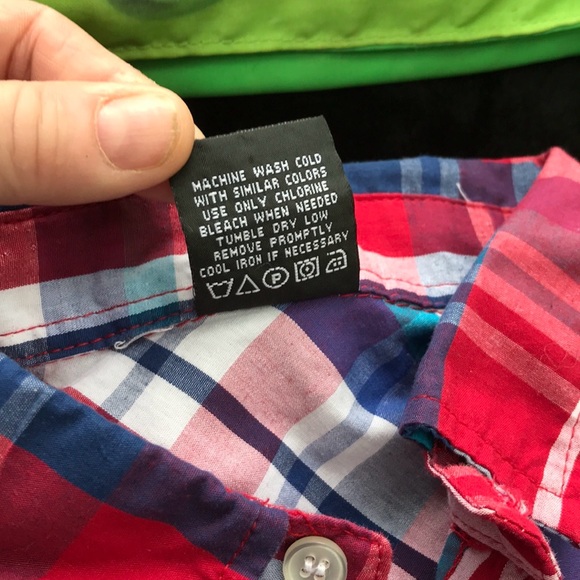 MACHINE WASH COLD
WITH SIMILAR COLORS
USE ONLY CHLORINE
BLEACH WHEN NEEDED
TUMBLE DRY LOW
REMOVE PROMPTLY
COOL IRON IF NECESSARY
P